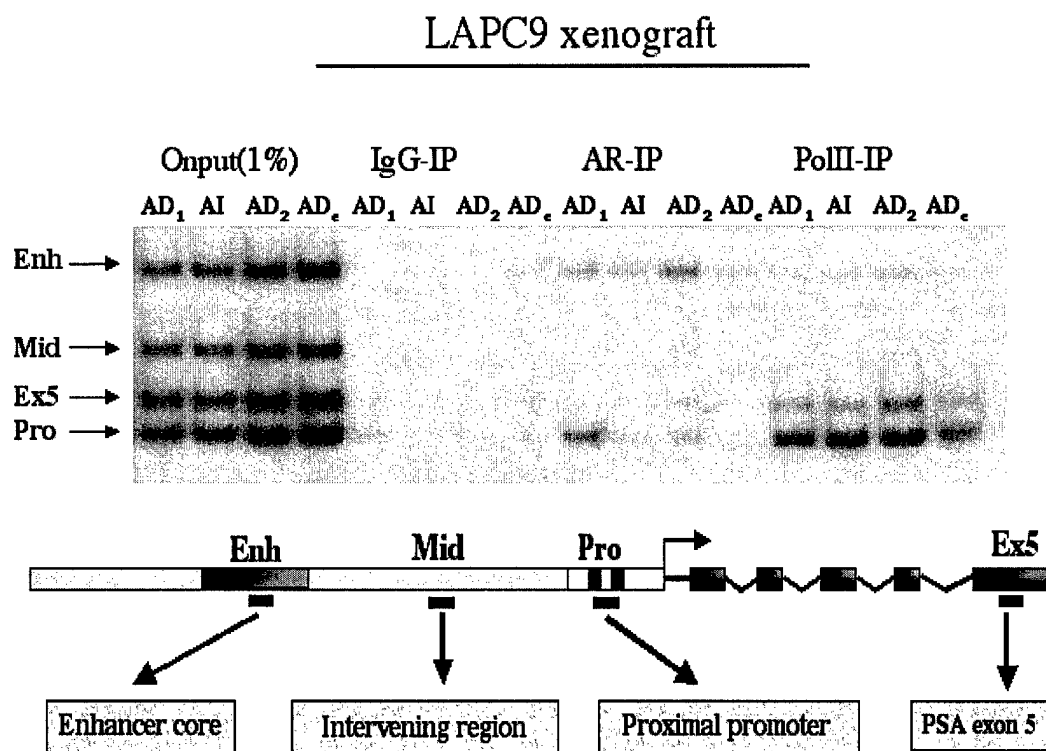 LAPC9 xenograft
Onput(1%) IgG-IP AR-IP PolII-IP
AD1 AI AD2 ADc AD1 AI AD2 ADc AD1 AI AD2 ADc AD1 AI AD2 ADc
Enh
Mid
Ex5
Pro
Enh Mid Pro Ex5
Enhancer core Intervening region Proximal promoter PSA exon 5